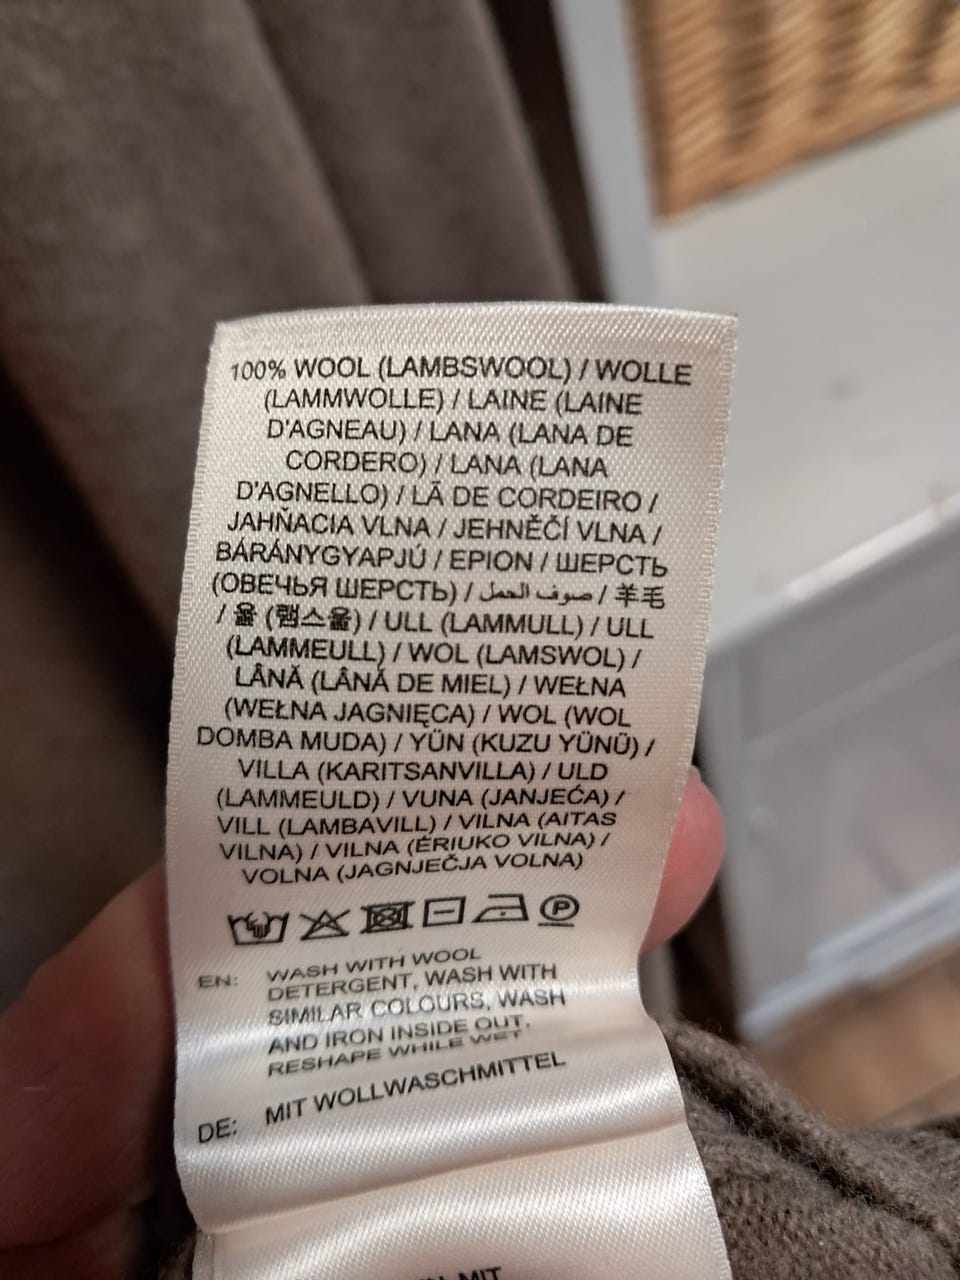 100% WOOL (LAMBSWOOL) / WOLLE
(LAMMWOLLE) / LAINE (LAINE
D'AGNEAU) / LANA (LANA DE
CORDERO) / LANA (LANA
D'AGNELLO) / LÃ DE CORDEIRO /
JAHŇACIA VLNA / JEHNĚČÍ VLNA /
BÁRÁNYGYAPJÚ / EPION / ШЕРСТЬ
(ОВЕЧЬЯ ШЕРСТЬ) / صوف الحمل / 羊毛
/ 울 (램스울) / ULL (LAMMULL) / ULL
(LAMMEULL) / WOL (LAMSWOL) /
LÂNĂ (LÂNĂ DE MIEL) / WEŁNA
(WEŁNA JAGNIĘCA) / WOL (WOL
DOMBA MUDA) / YÜN (KUZU YÜNÜ) /
VILLA (KARITSANVILLA) / ULD
(LAMMEULD) / VUNA (JANJEĆA) /
VILL (LAMBAVILL) / VILNA (AITAS
VILNA) / VILNA (ĖRIUKO VILNA) /
VOLNA (JAGNJEČJA VOLNA)
P
EN: WASH WITH WOOL
DETERGENT, WASH WITH
SIMILAR COLOURS, WASH
AND IRON INSIDE OUT,
RESHAPE WHILE WET
DE: MIT WOLLWASCHMITTEL
MIT